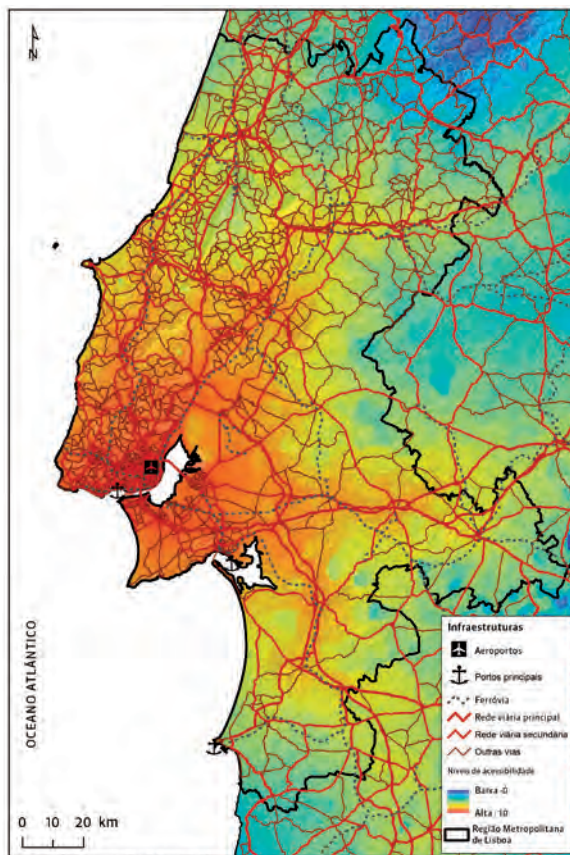 N
OCEANO ATLÂNTICO
0 10 20 km
Infraestruturas
Aeroportos
Portos principais
Ferróvia
Rede viária principal
Rede viária secundária
Outras vias
Níveis de acessibilidade
Baixa :0
Alta : 10
Região Metropolitana
de Lisboa